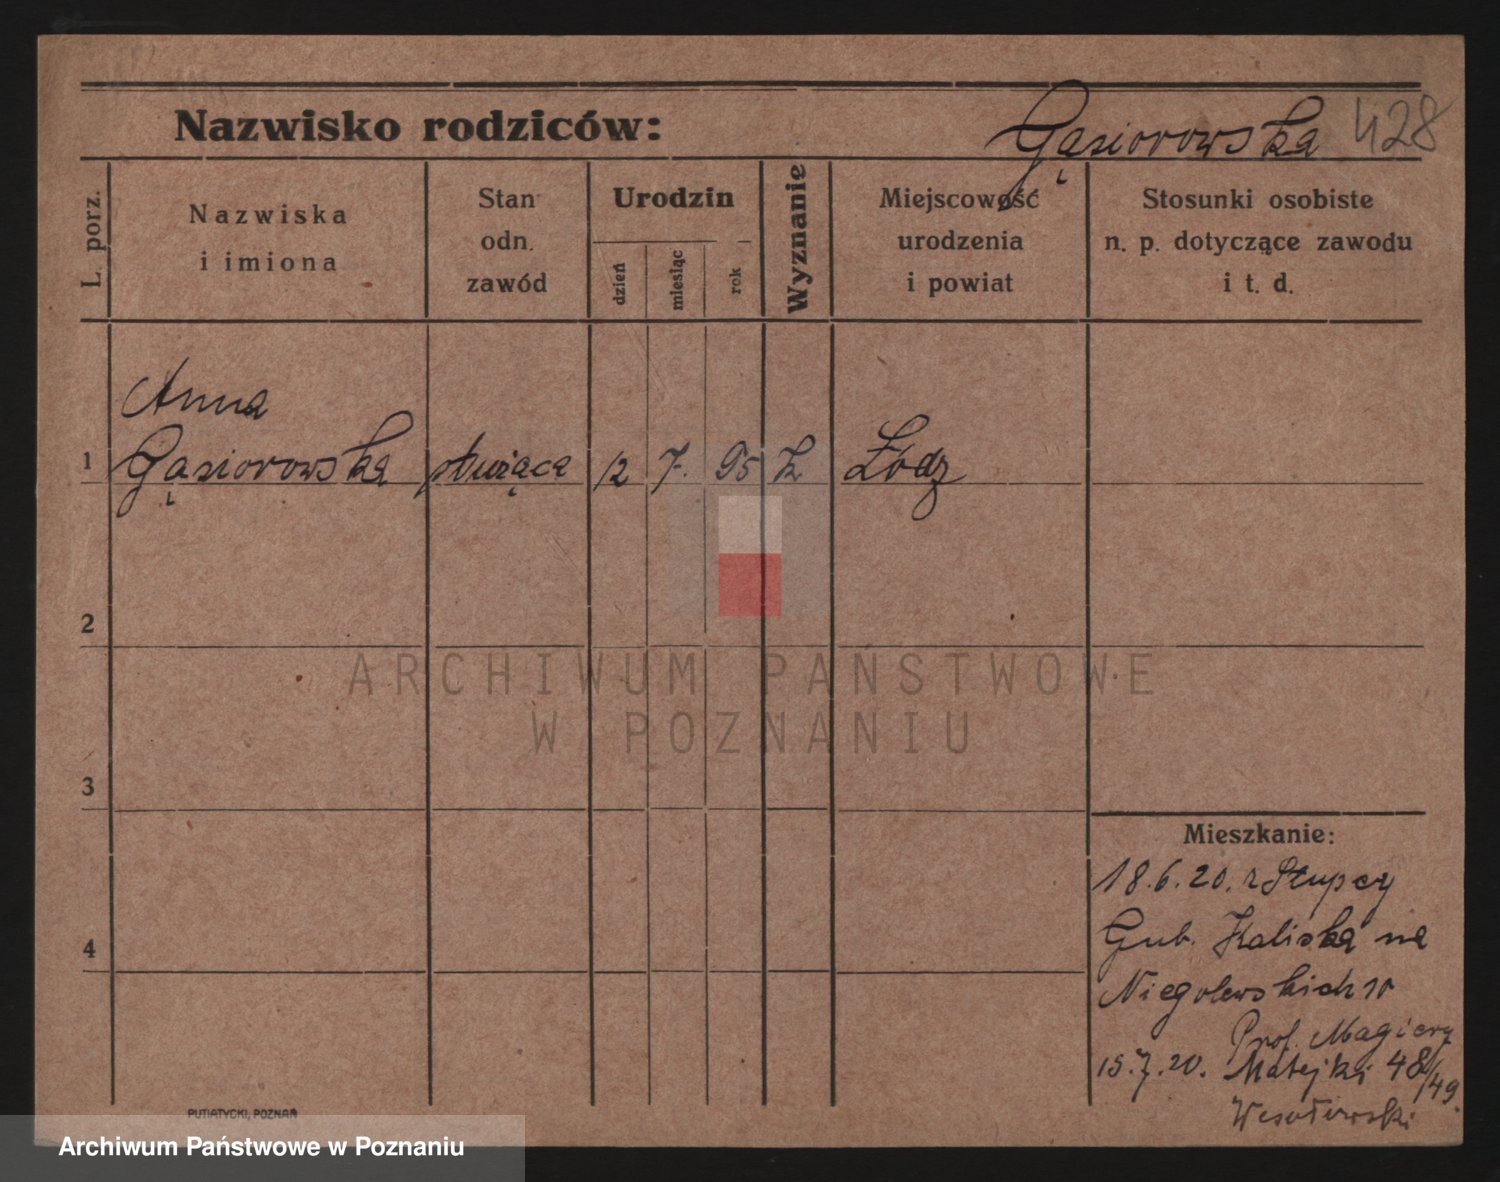 Nazwisko rodziców: Gąsiorowska 428
L. porz.
Nazwiska
i imiona
Stan
odn.
zawód
Urodzin
dzień
miesiąc
rok
Wyznanie
Miejscowość
urodzenia
i powiat
Stosunki osobiste
n. p. dotyczące zawodu
i t. d.
Anna
1 Gąsiorowska służąca 12 7. 95 k Łódz
2
ARCHIWUM PAŃSTWOWE
W POZNANIU
3
Mieszkanie:
18.6.20. z Słupcy
4
Gub. Kaliska na
Niegolewskich 10
Prof. Magiery
15.7.20. Matejki 48/49.
Wesołowski
PUTIATYCKI, POZNAŃ
Archiwum Państwowe w Poznaniu